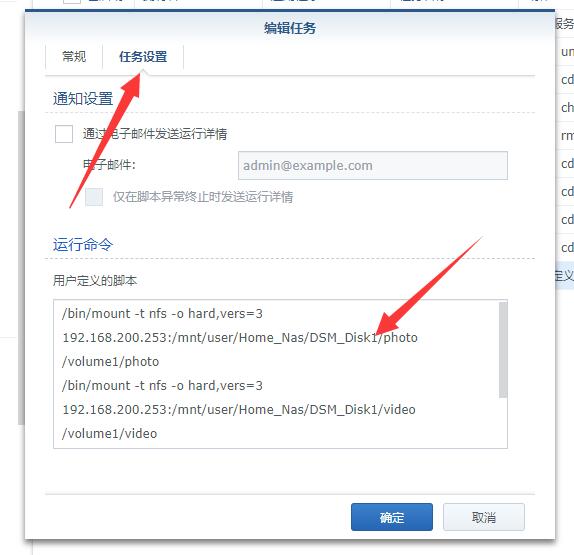 编辑任务
常规
任务设置
通知设置
通过电子邮件发送运行详情
电子邮件:
admin@example.com
仅在脚本异常终止时发送运行详情
运行命令
用户定义的脚本
/bin/mount -t nfs -o hard,vers=3
192.168.200.253:/mnt/user/Home_Nas/DSM_Disk1/photo
/volume1/photo
/bin/mount -t nfs -o hard,vers=3
192.168.200.253:/mnt/user/Home_Nas/DSM_Disk1/video
/volume1/video
确定
取消
服务
un
cd
ch
rm
cd
cd
cd
定义